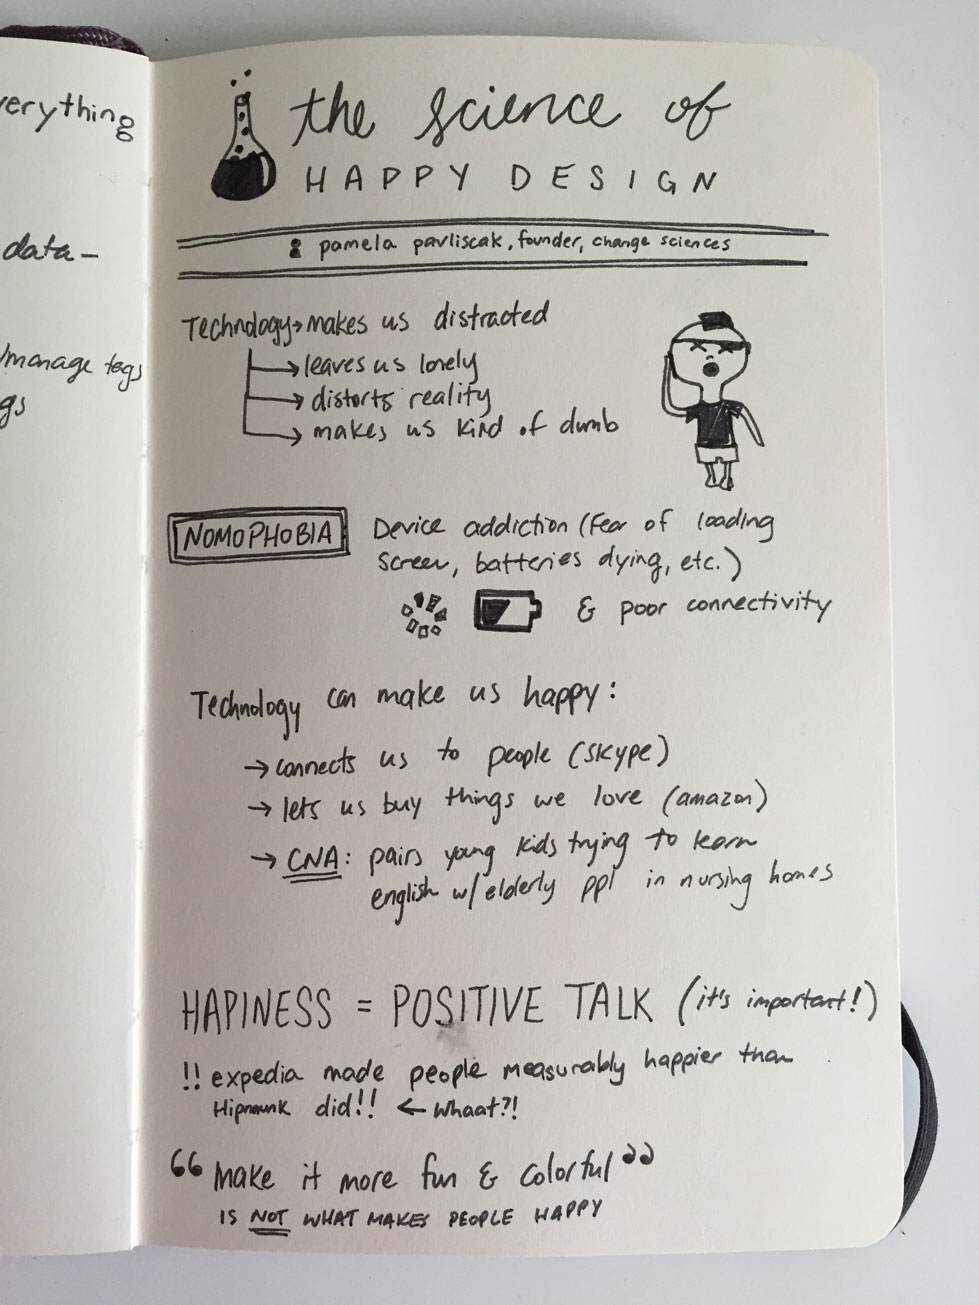 verything
data –
/manage tags
gs
the science of
HAPPY DESIGN
pamela pavliscak, founder, change sciences
Technology → makes us distracted
→ leaves us lonely
→ distorts reality
→ makes us kind of dumb
NOMOPHOBIA Device addiction (Fear of loading
screen, batteries dying, etc.)
& poor connectivity
Technology can make us happy:
→ connects us to people (skype)
→ lets us buy things we love (amazon)
→ CNA: pairs young kids trying to learn
english w/ elderly ppl in nursing homes
HAPINESS = POSITIVE TALK (it's important!)
!! expedia made people measurably happier than
Hipmunk did!! ← Whaat?!
“make it more fun & colorful”
IS NOT WHAT MAKES PEOPLE HAPPY